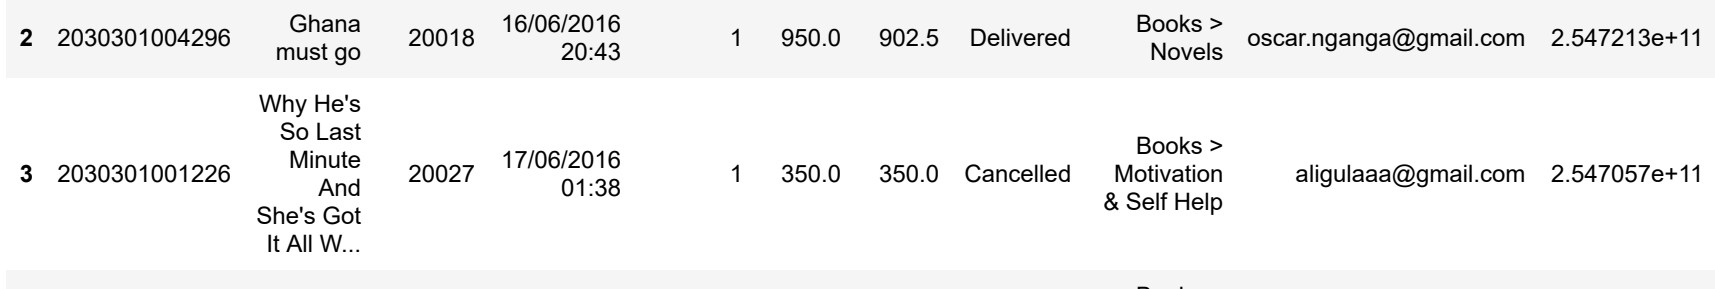 2 2030301004296 Ghana must go 20018 16/06/2016 20:43 1 950.0 902.5 Delivered Books > Novels oscar.nganga@gmail.com 2.547213e+11
3 2030301001226 Why He's So Last Minute And She's Got It All W... 20027 17/06/2016 01:38 1 350.0 350.0 Cancelled Books > Motivation & Self Help aligulaaa@gmail.com 2.547057e+11